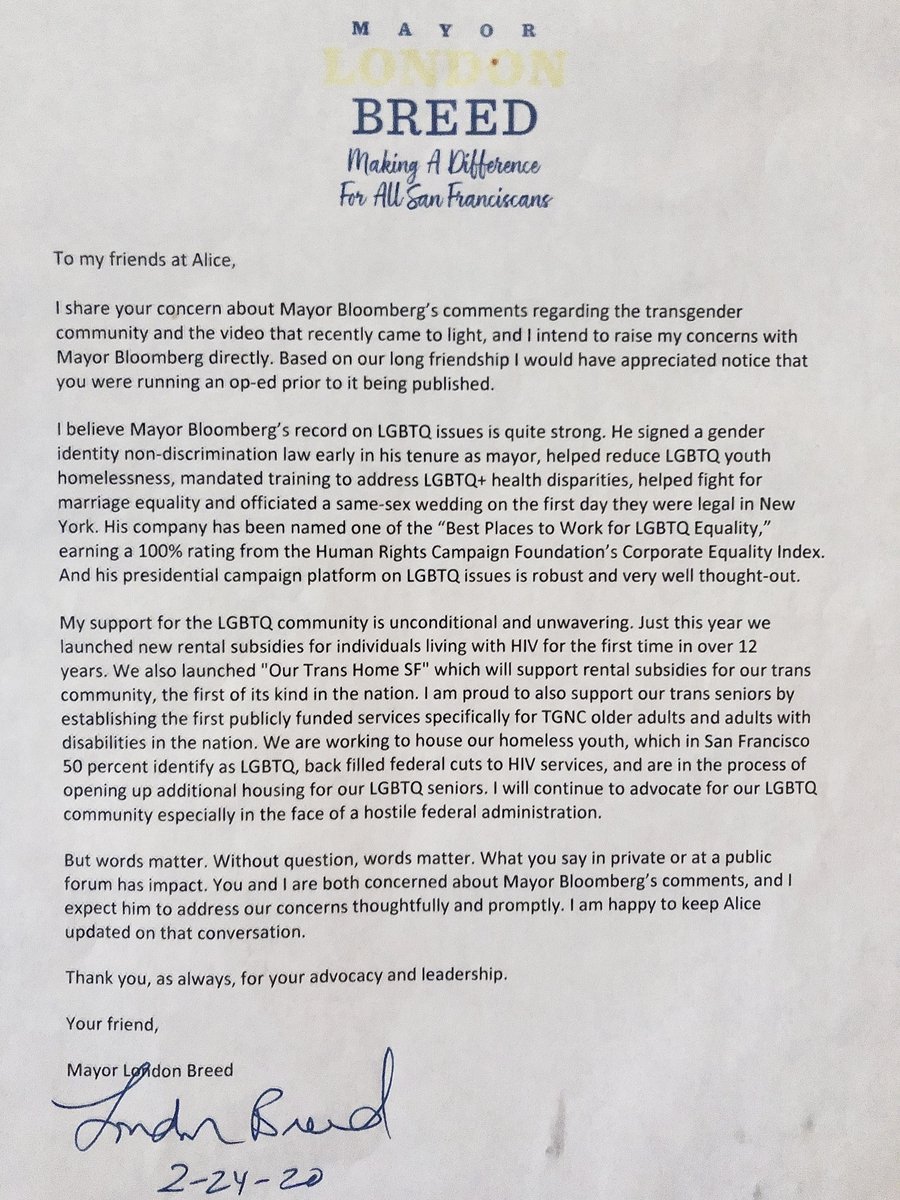 MAYOR
LONDON
BREED
Making A Difference
For All San Franciscans
To my friends at Alice,
I share your concern about Mayor Bloomberg's comments regarding the transgender
community and the video that recently came to light, and I intend to raise my concerns with
Mayor Bloomberg directly. Based on our long friendship I would have appreciated notice that
you were running an op-ed prior to it being published.
I believe Mayor Bloomberg's record on LGBTQ issues is quite strong. He signed a gender
identity non-discrimination law early in his tenure as mayor, helped reduce LGBTQ youth
homelessness, mandated training to address LGBTQ+ health disparities, helped fight for
marriage equality and officiated a same-sex wedding on the first day they were legal in New
York. His company has been named one of the “Best Places to Work for LGBTQ Equality,”
earning a 100% rating from the Human Rights Campaign Foundation's Corporate Equality Index.
And his presidential campaign platform on LGBTQ issues is robust and very well thought-out.
My support for the LGBTQ community is unconditional and unwavering. Just this year we
launched new rental subsidies for individuals living with HIV for the first time in over 12
years. We also launched "Our Trans Home SF" which will support rental subsidies for our trans
community, the first of its kind in the nation. I am proud to also support our trans seniors by
establishing the first publicly funded services specifically for TGNC older adults and adults with
disabilities in the nation. We are working to house our homeless youth, which in San Francisco
50 percent identify as LGBTQ, back filled federal cuts to HIV services, and are in the process of
opening up additional housing for our LGBTQ seniors. I will continue to advocate for our LGBTQ
community especially in the face of a hostile federal administration.
But words matter. Without question, words matter. What you say in private or at a public
forum has impact. You and I are both concerned about Mayor Bloomberg's comments, and I
expect him to address our concerns thoughtfully and promptly. I am happy to keep Alice
updated on that conversation.
Thank you, as always, for your advocacy and leadership.
Your friend,
Mayor London Breed
London Breed
2-24-20